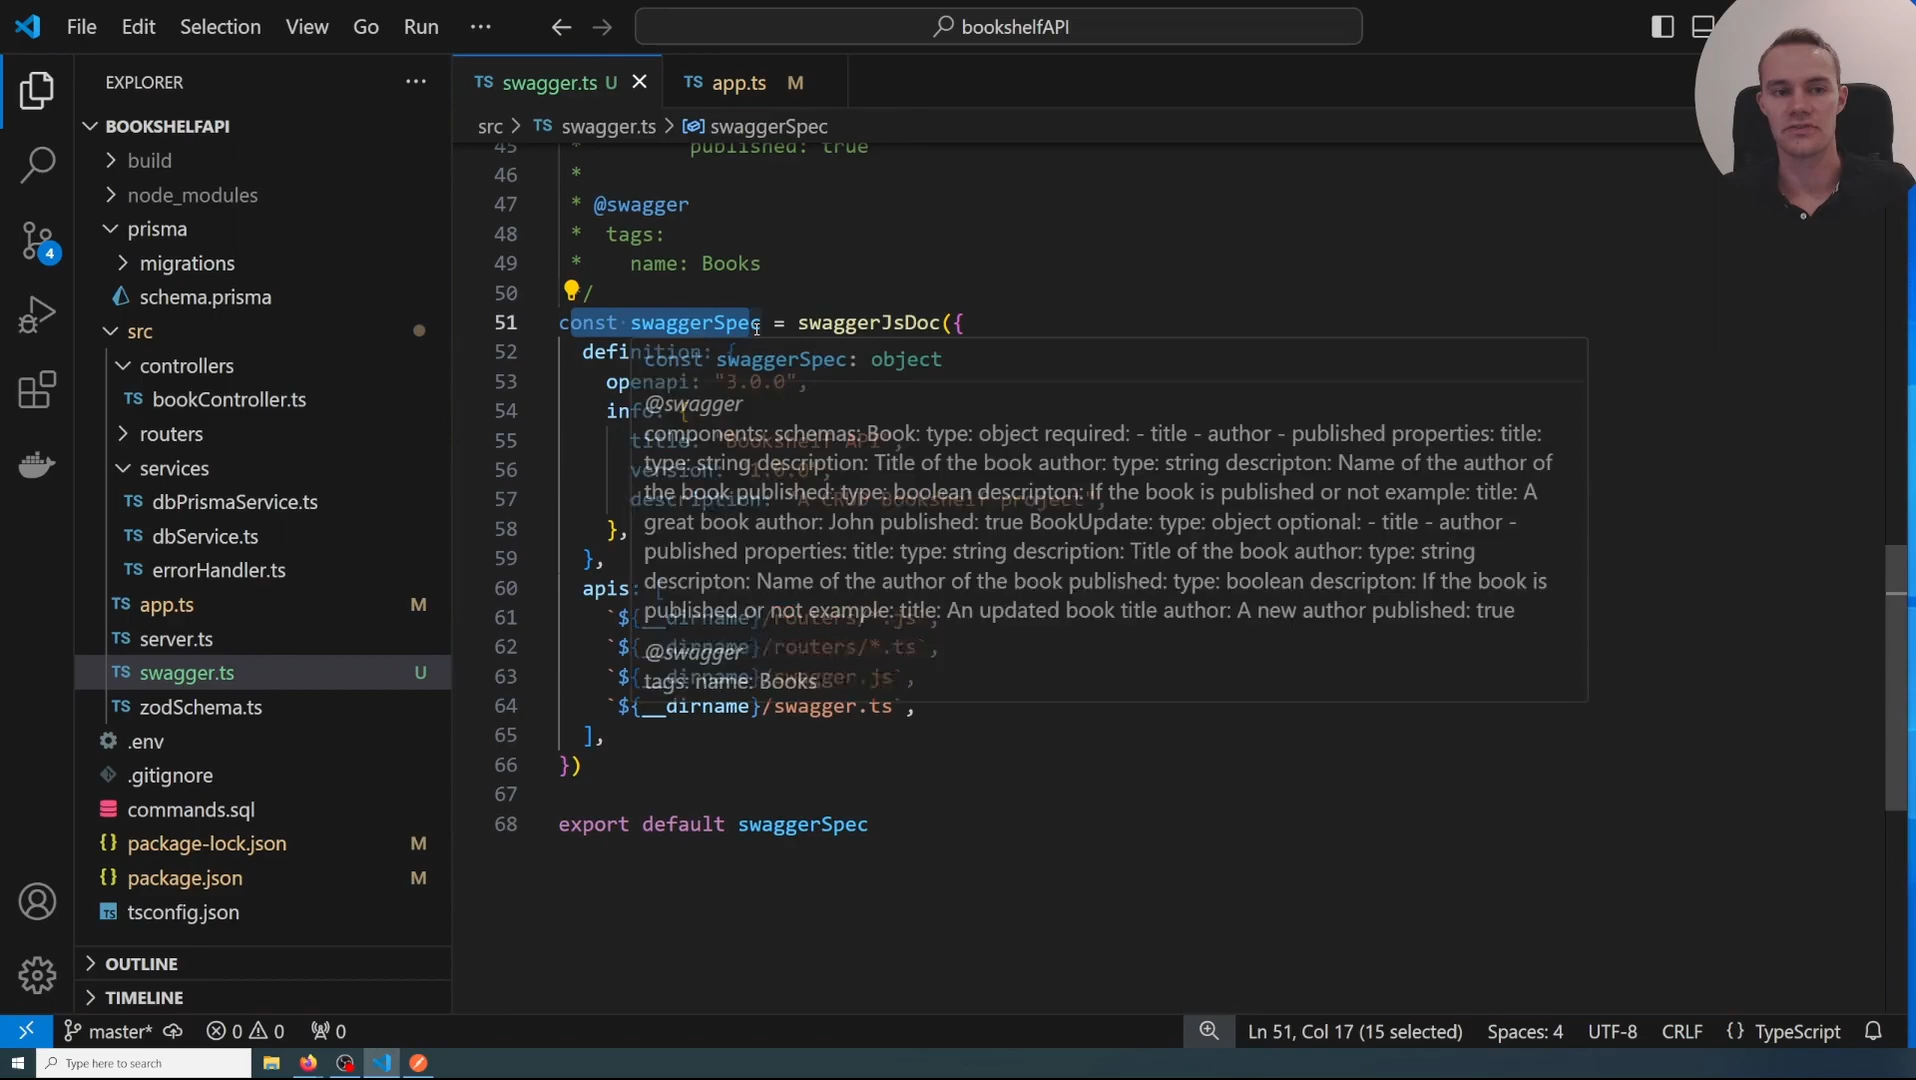 File Edit Selection View Go Run ···
bookshelfAPI
EXPLORER ···
BOOKSHELFAPI
build
node_modules
prisma
migrations
schema.prisma
src
controllers
TS bookController.ts
routers
services
TS dbPrismaService.ts
TS dbService.ts
TS errorHandler.ts
TS app.ts M
TS server.ts
TS swagger.ts U
TS zodSchema.ts
.env
.gitignore
commands.sql
{} package-lock.json M
{} package.json M
TS tsconfig.json
OUTLINE
TIMELINE
4
TS swagger.ts U
TS app.ts M
src > TS swagger.ts > swaggerSpec
45 published: true
46 *
47 * @swagger
48 * tags:
49 * name: Books
50 /
51 const swaggerSpec = swaggerJsDoc({
52 definition: {
53 openapi: "3.0.0",
54 info: {
55 title: "Bookshelf API",
56 version: "1.0.0",
57 description: "A CRUD Bookshelf project",
58 },
59 },
60 apis: [
61 `${__dirname}/routers/*.js`,
62 `${__dirname}/routers/*.ts`,
63 `${__dirname}/swagger.js`,
64 `${__dirname}/swagger.ts`,
65 ],
66 })
67
68 export default swaggerSpec
const swaggerSpec: object
@swagger
components: schemas: Book: type: object required: - title - author - published properties: title:
type: string description: Title of the book author: type: string descripton: Name of the author of
the book published: type: boolean descripton: If the book is published or not example: title: A
great book author: John published: true BookUpdate: type: object optional: - title - author -
published properties: title: type: string description: Title of the book author: type: string
descripton: Name of the author of the book published: type: boolean descripton: If the book is
published or not example: title: An updated book title author: A new author published: true
@swagger
tags: name: Books
master* 0 0 0
Ln 51, Col 17 (15 selected) Spaces: 4 UTF-8 CRLF {} TypeScript
Type here to search